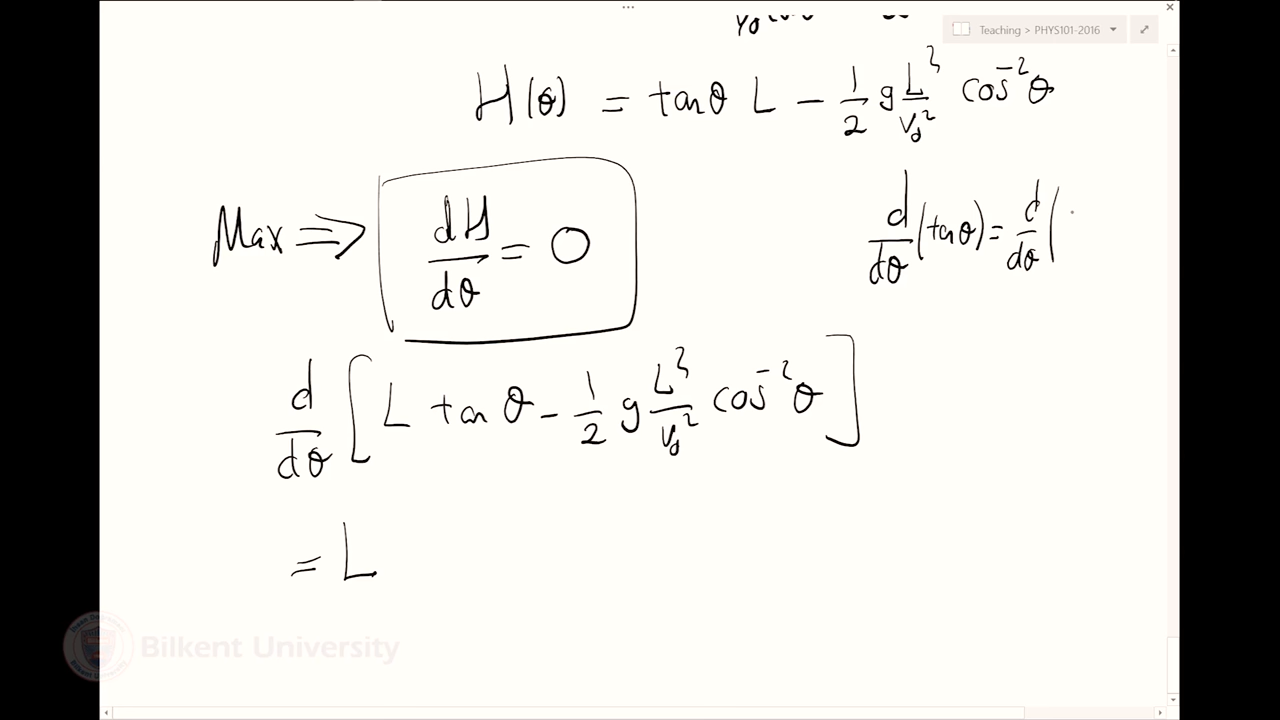 Teaching > PHYS101-2016
H(θ) = tanθ L − 1/2 g L²/v₀² cos⁻²θ
Max ⇒ dH/dθ = 0
d/dθ (tanθ) = d/dθ (
d/dθ [ L tanθ − 1/2 g L²/v₀² cos⁻²θ ]
= L
Bilkent University